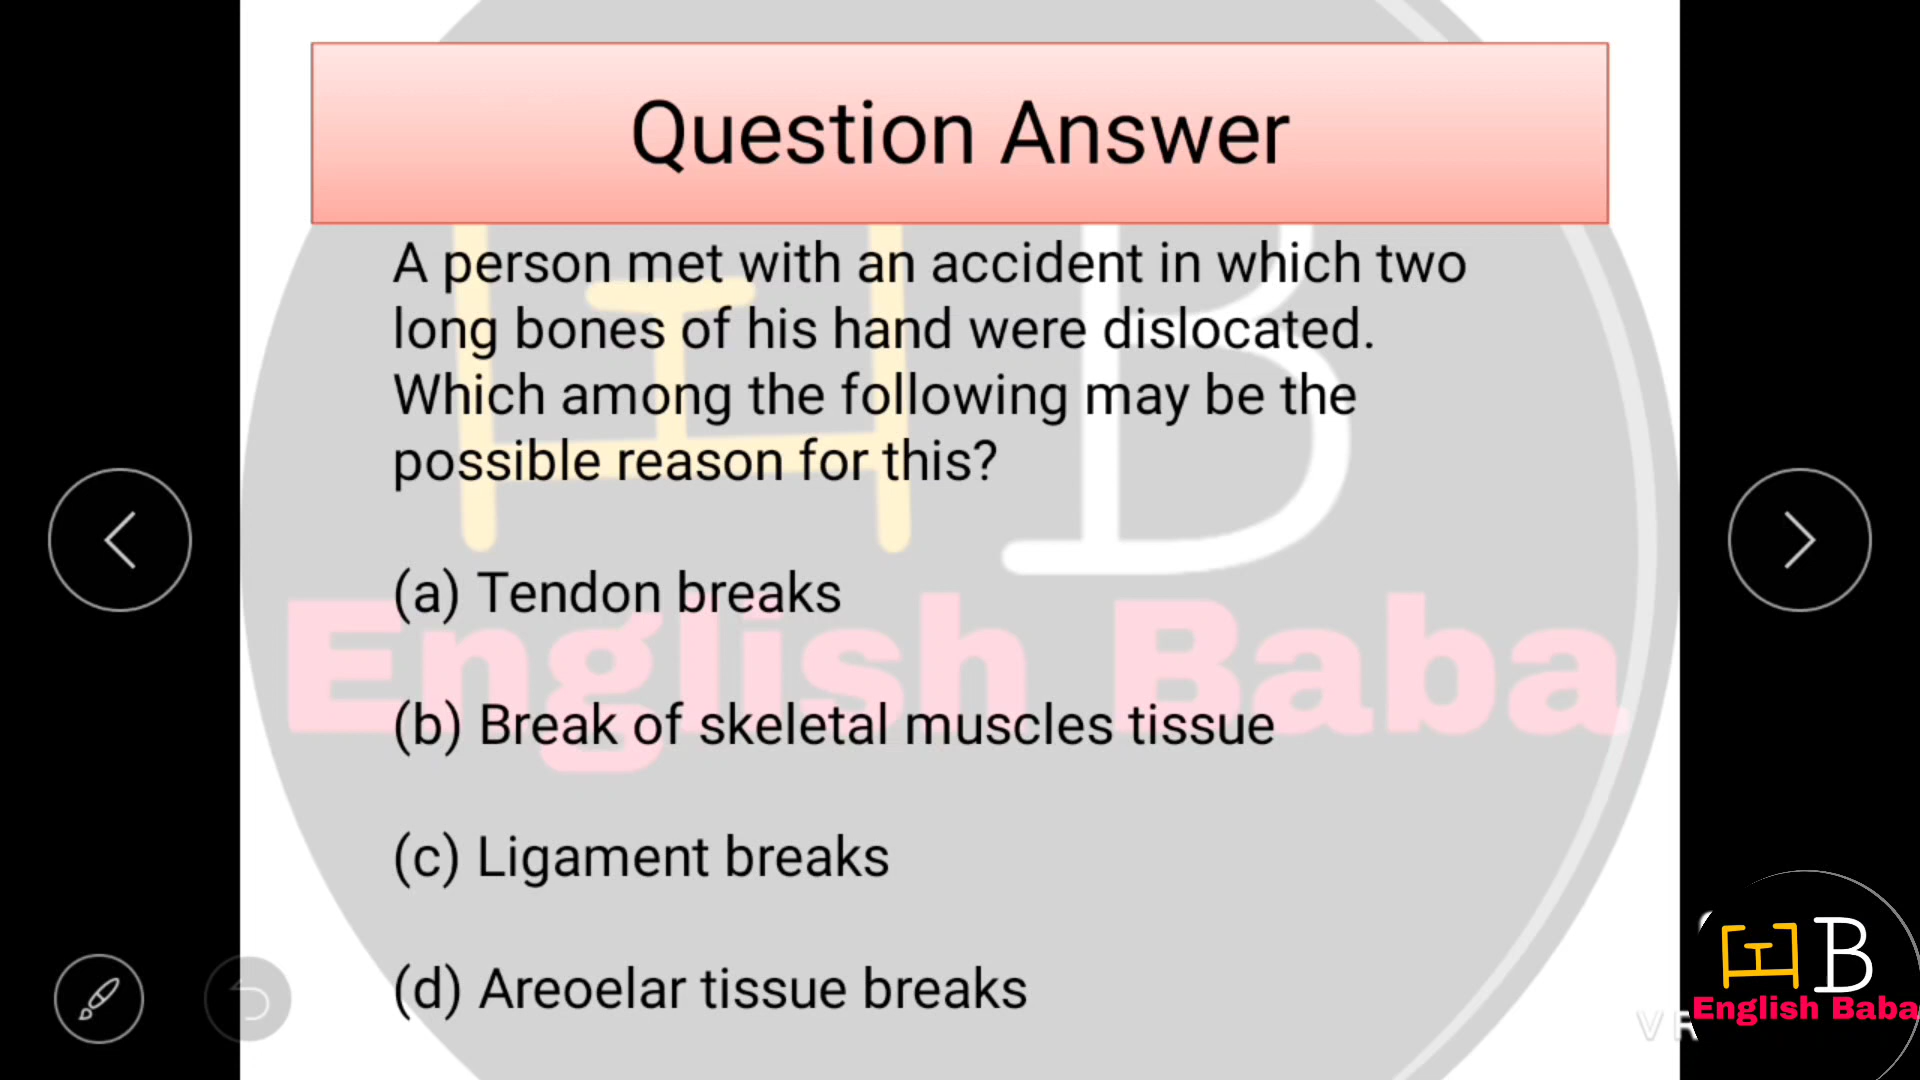 Question Answer
A person met with an accident in which two
long bones of his hand were dislocated.
Which among the following may be the
possible reason for this?
(a) Tendon breaks
(b) Break of skeletal muscles tissue
(c) Ligament breaks
(d) Areoelar tissue breaks
English Baba
B
English Baba